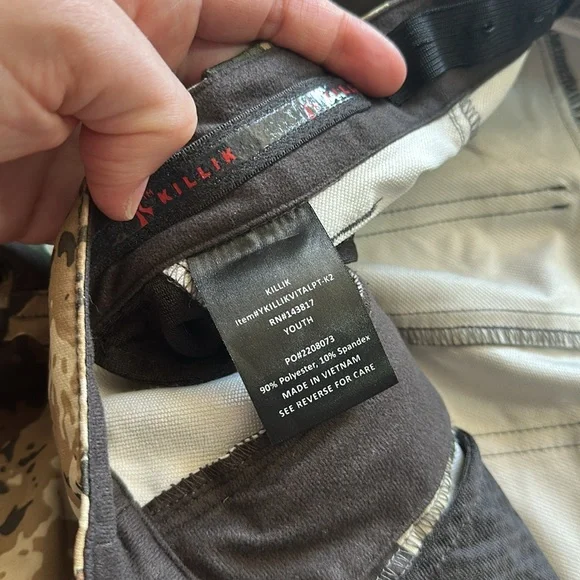 KILLIK
KILLIK
Item#YKILLIKVITALPT-K2
RN#143817
YOUTH
PO#2208073
90% Polyester, 10% Spandex
MADE IN VIETNAM
SEE REVERSE FOR CARE